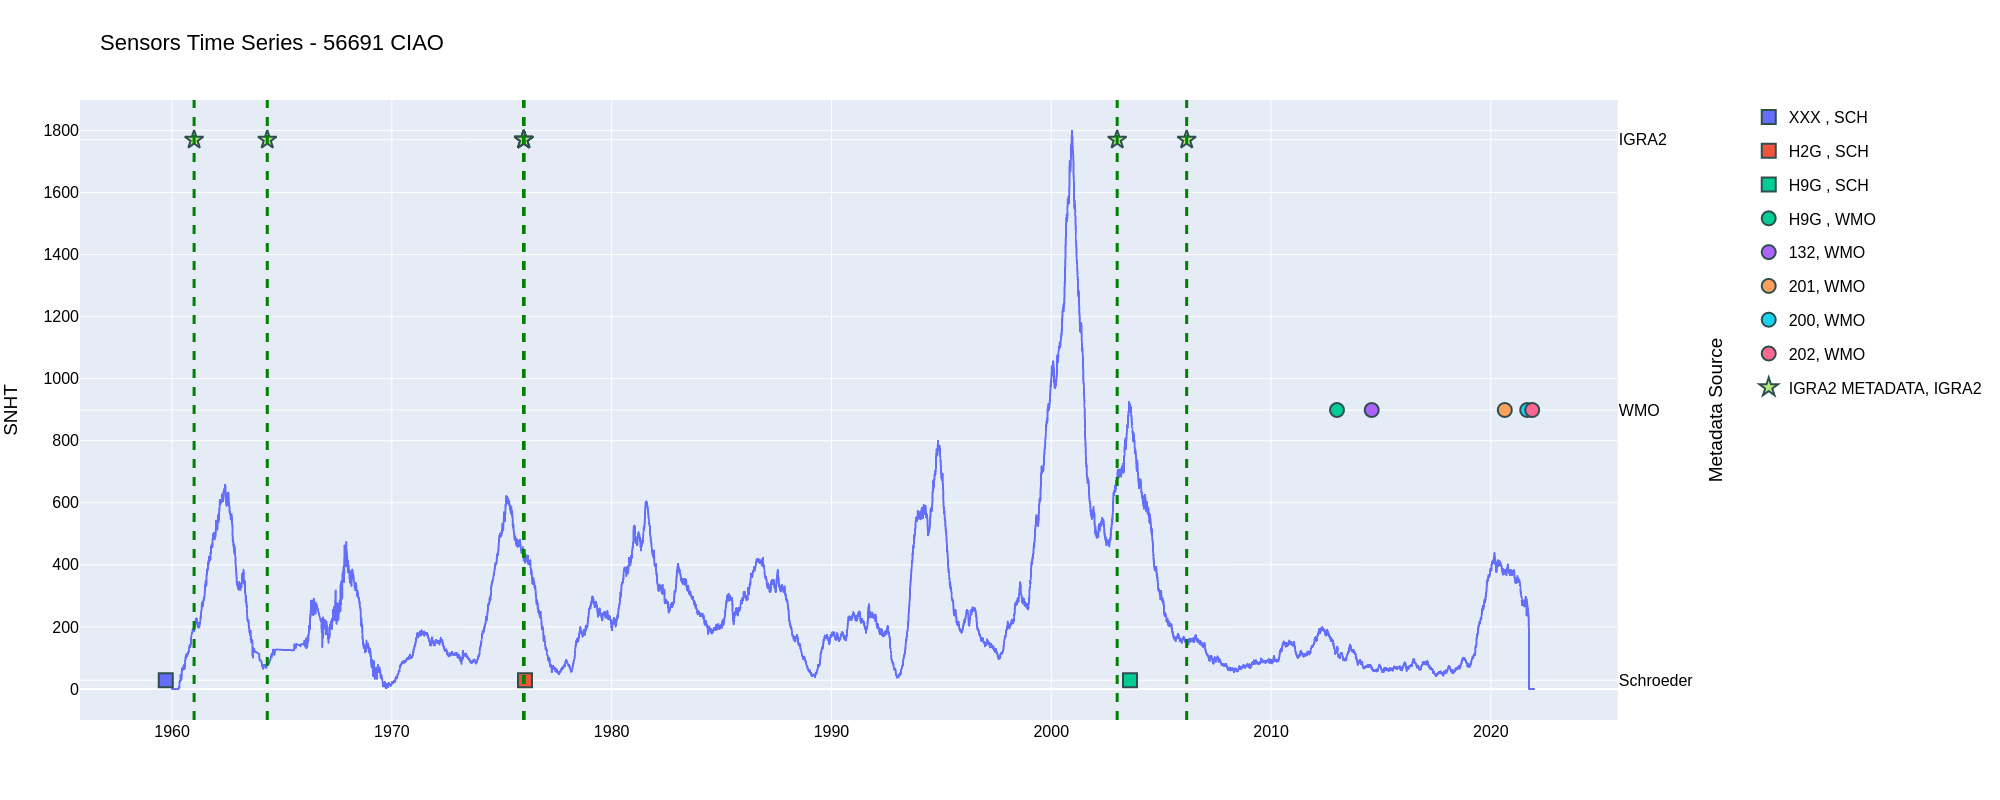 Sensors Time Series - 56691 CIAO
SNHT
1800
1600
1400
1200
1000
800
600
400
200
0
1960
1970
1980
1990
2000
2010
2020
IGRA2
WMO
Schroeder
Metadata Source
XXX , SCH
H2G , SCH
H9G , SCH
H9G , WMO
132, WMO
201, WMO
200, WMO
202, WMO
IGRA2 METADATA, IGRA2